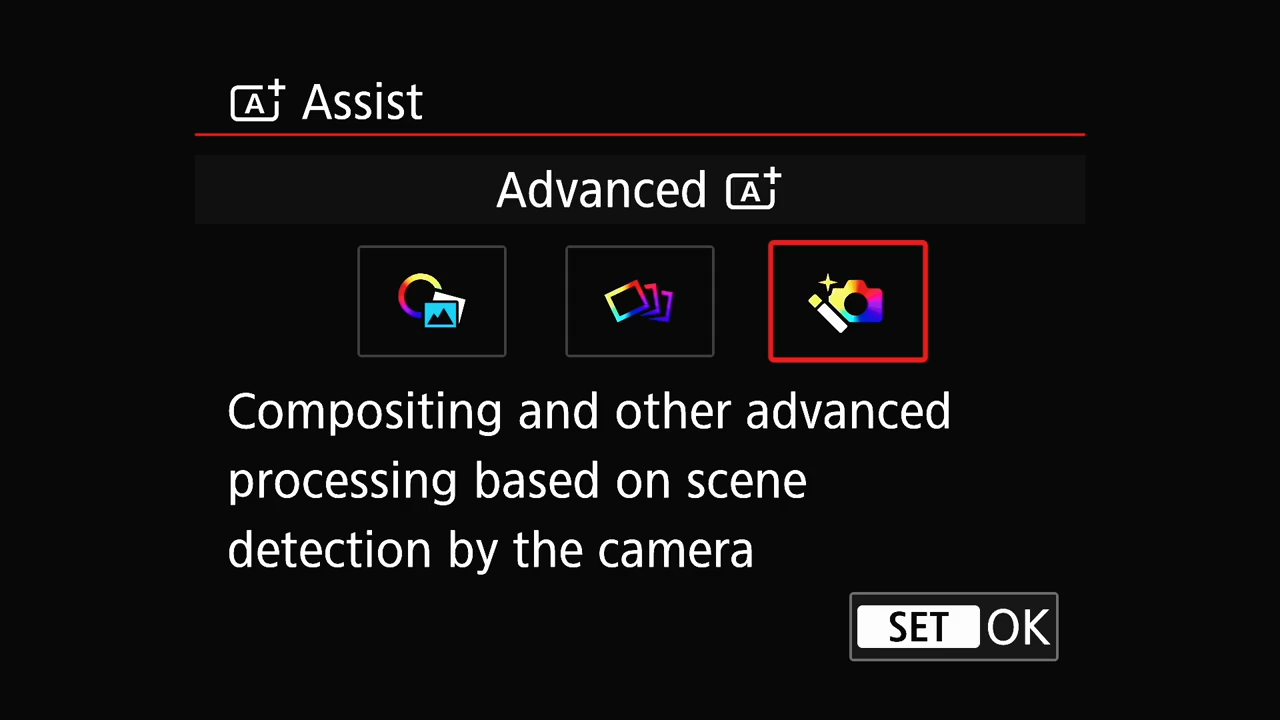 A+ Assist
Advanced A+
Compositing and other advanced
processing based on scene
detection by the camera
SET OK